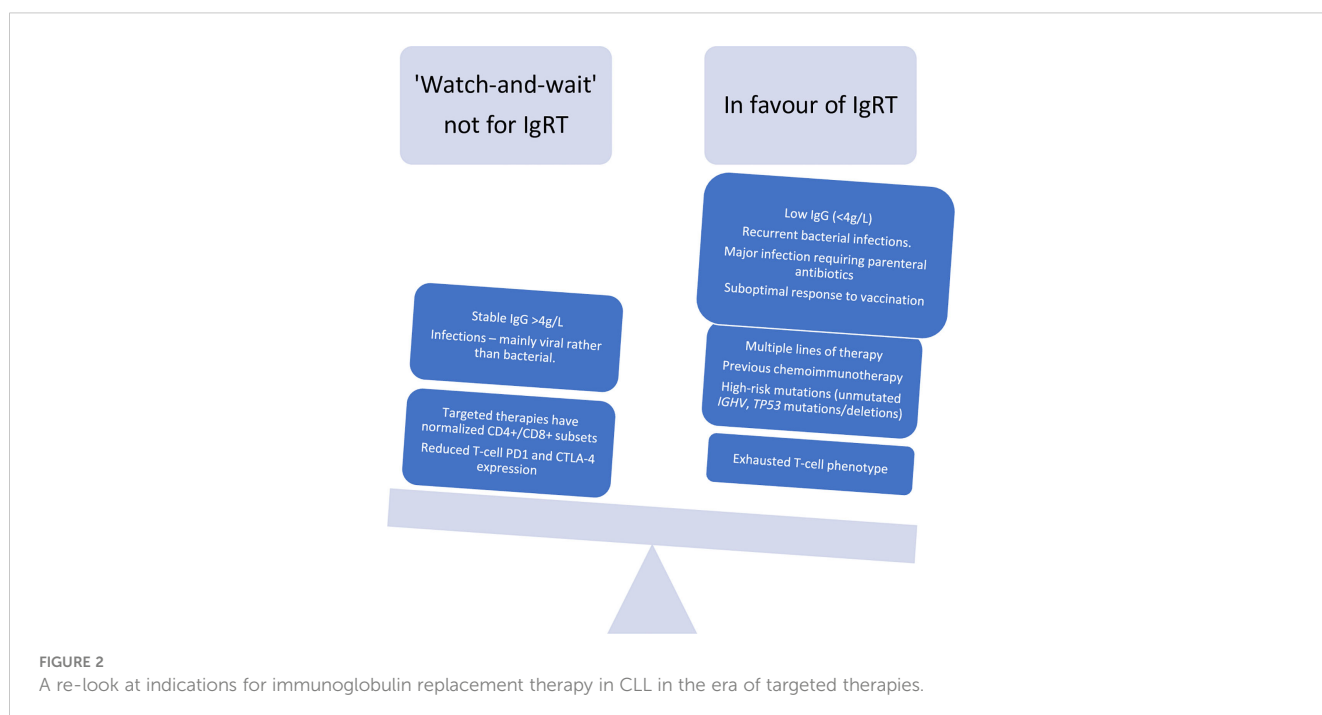 'Watch-and-wait'
not for IgRT
In favour of IgRT
Low IgG (<4g/L)
Recurrent bacterial infections.
Major infection requiring parenteral
antibiotics
Suboptimal response to vaccination
Stable IgG >4g/L
Infections – mainly viral rather
than bacterial.
Multiple lines of therapy
Previous chemoimmunotherapy
High-risk mutations (unmutated
IGHV, TP53 mutations/deletions)
Targeted therapies have
normalized CD4+/CD8+ subsets
Reduced T-cell PD1 and CTLA-4
expression
Exhausted T-cell phenotype
FIGURE 2
A re-look at indications for immunoglobulin replacement therapy in CLL in the era of targeted therapies.